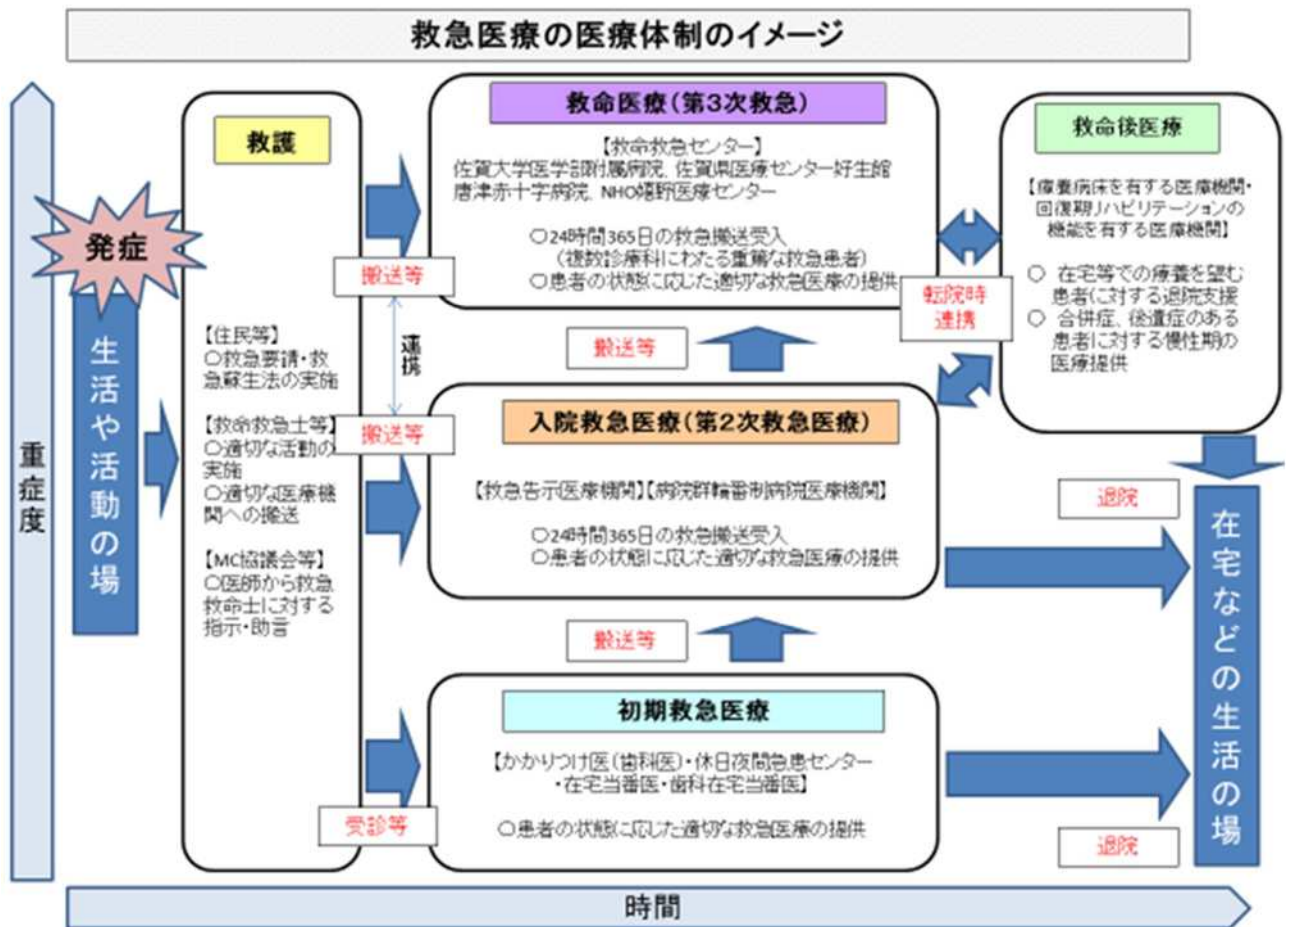 救急医療の医療体制のイメージ
重症度
発症
生活や活動の場
救護
【住民等】
○救急要請・救
急蘇生法の実施
【救命救急士等】
○適切な活動の
実施
○適切な医療機
関への搬送
【MC協議会等】
○医師から救急
救命士に対する
指示・助言
搬送等
連携
搬送等
受診等
救命医療(第3次救急)
【救命救急センター】
佐賀大学医学部附属病院、佐賀県医療センター好生館
唐津赤十字病院、NHO嬉野医療センター
○24時間365日の救急搬送受入
(複数診療科にわたる重篤な救急患者)
○患者の状態に応じた適切な救急医療の提供
搬送等
入院救急医療(第2次救急医療)
【救急告示医療機関】【病院群輪番制病院医療機関】
○24時間365日の救急搬送受入
○患者の状態に応じた適切な救急医療の提供
搬送等
初期救急医療
【かかりつけ医(歯科医)・休日夜間急患センター
・在宅当番医・歯科在宅当番医】
○患者の状態に応じた適切な救急医療の提供
転院時
連携
救命後医療
【療養病床を有する医療機関・
回復期リハビリテーションの
機能を有する医療機関】
○ 在宅等での療養を望む
患者に対する退院支援
○ 合併症、後遺症のある
患者に対する慢性期の
医療提供
退院
退院
在宅などの生活の場
時間